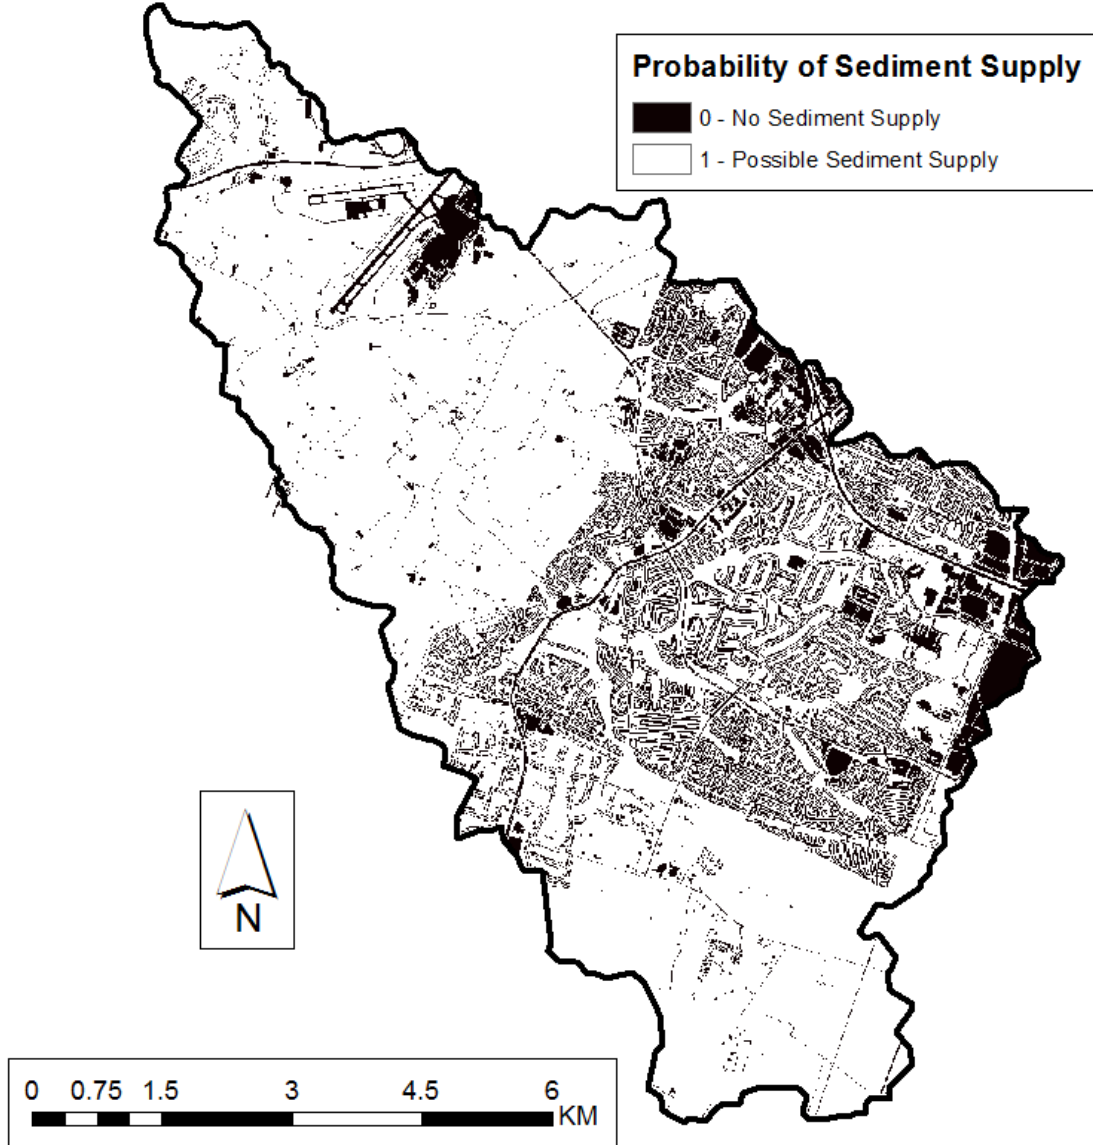 Probability of Sediment Supply
0 - No Sediment Supply
1 - Possible Sediment Supply
N
0 0.75 1.5 3 4.5 6
KM